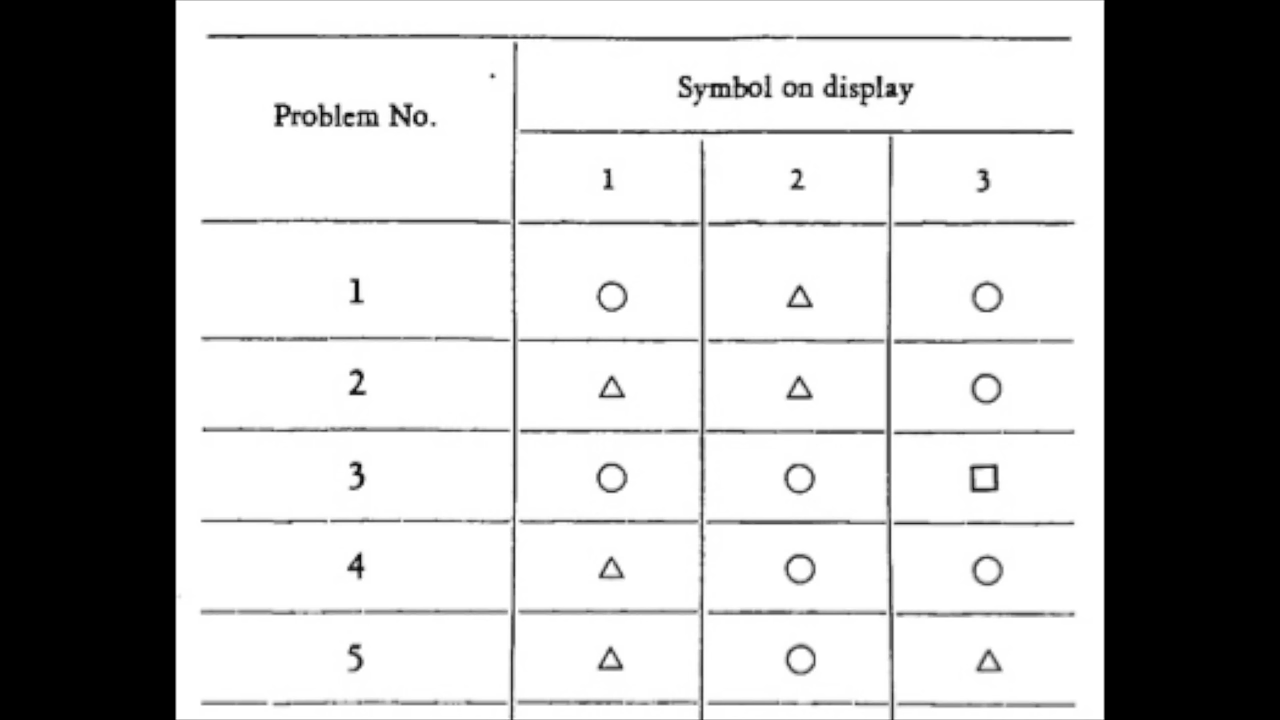 Symbol on display
Problem No.
1 2 3
1 ○ △ ○
2 △ △ ○
3 ○ ○ □
4 △ ○ ○
5 △ ○ △